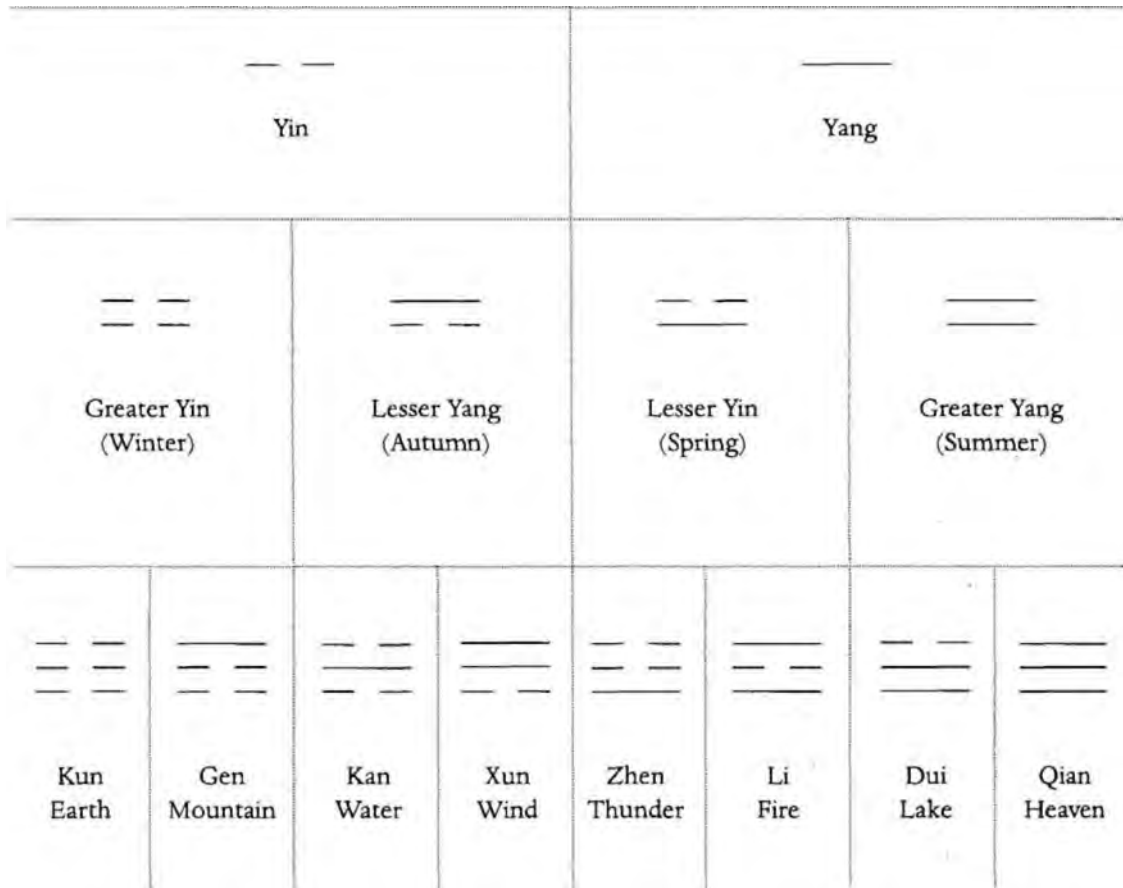 Yin
Yang
Greater Yin
(Winter)
Lesser Yang
(Autumn)
Lesser Yin
(Spring)
Greater Yang
(Summer)
Kun
Earth
Gen
Mountain
Kan
Water
Xun
Wind
Zhen
Thunder
Li
Fire
Dui
Lake
Qian
Heaven